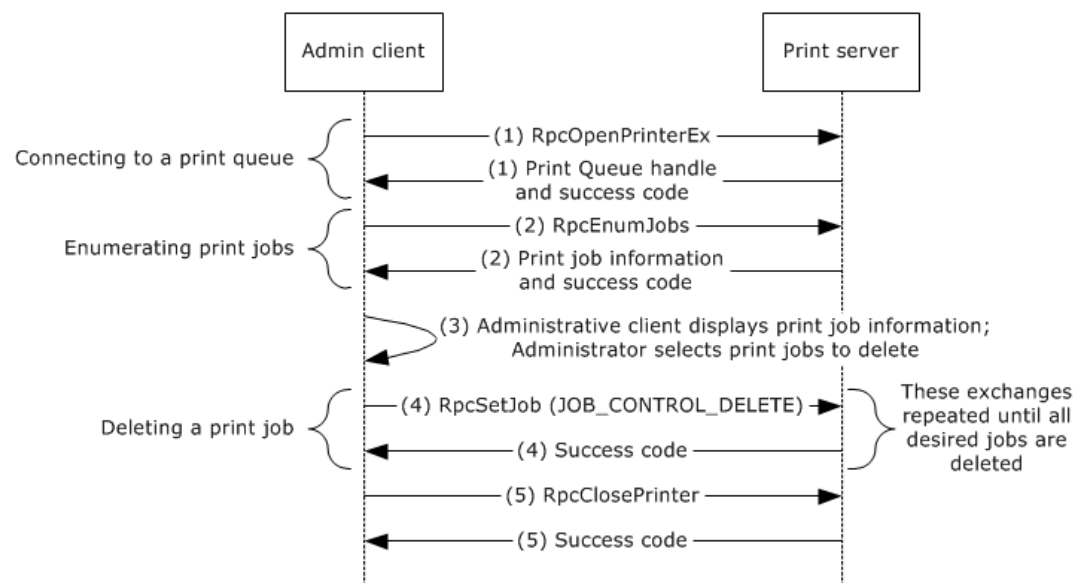 Admin client
Print server
(1) RpcOpenPrinterEx
Connecting to a print queue
(1) Print Queue handle
and success code
(2) RpcEnumJobs
Enumerating print jobs
(2) Print job information
and success code
(3) Administrative client displays print job information;
Administrator selects print jobs to delete
(4) RpcSetJob (JOB_CONTROL_DELETE)
Deleting a print job
These exchanges
repeated until all
desired jobs are
deleted
(4) Success code
(5) RpcClosePrinter
(5) Success code